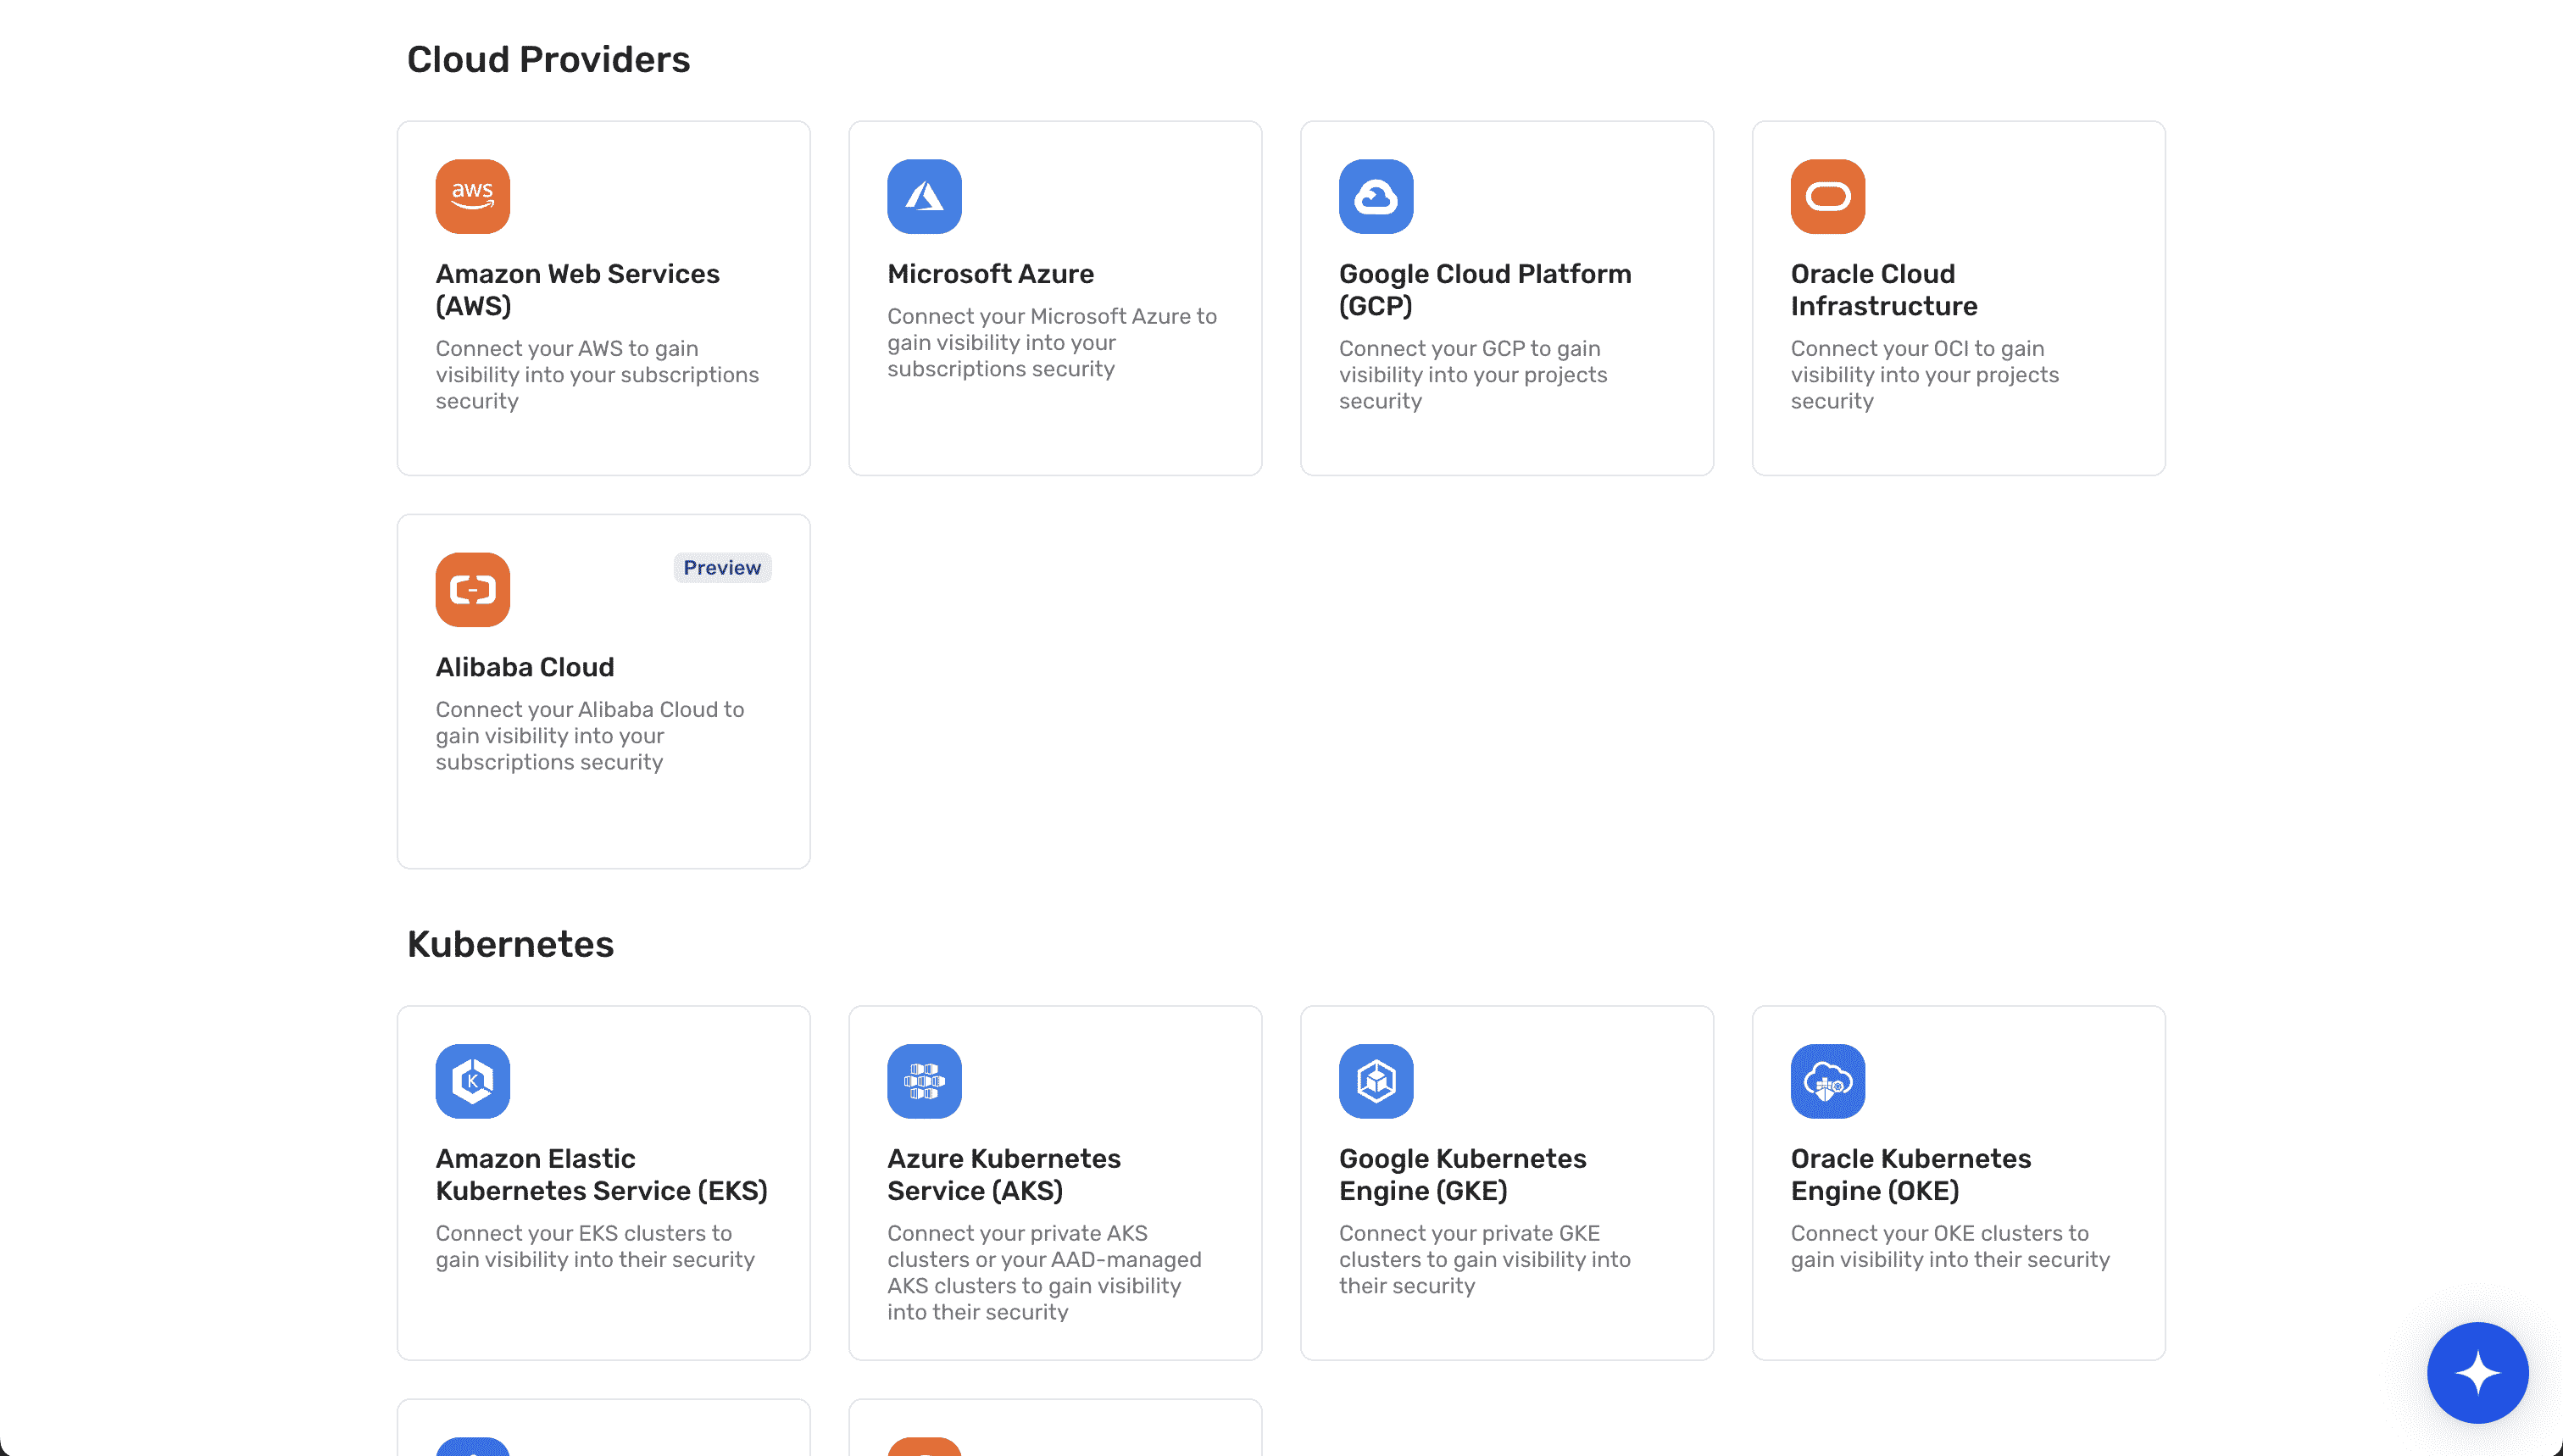 Cloud Providers
aws
Amazon Web Services
(AWS)
Connect your AWS to gain
visibility into your subscriptions
security
Microsoft Azure
Connect your Microsoft Azure to
gain visibility into your
subscriptions security
Google Cloud Platform
(GCP)
Connect your GCP to gain
visibility into your projects
security
Oracle Cloud
Infrastructure
Connect your OCI to gain
visibility into your projects
security
Preview
Alibaba Cloud
Connect your Alibaba Cloud to
gain visibility into your
subscriptions security
Kubernetes
K
Amazon Elastic
Kubernetes Service (EKS)
Connect your EKS clusters to
gain visibility into their security
Azure Kubernetes
Service (AKS)
Connect your private AKS
clusters or your AAD-managed
AKS clusters to gain visibility
into their security
Google Kubernetes
Engine (GKE)
Connect your private GKE
clusters to gain visibility into
their security
Oracle Kubernetes
Engine (OKE)
Connect your OKE clusters to
gain visibility into their security